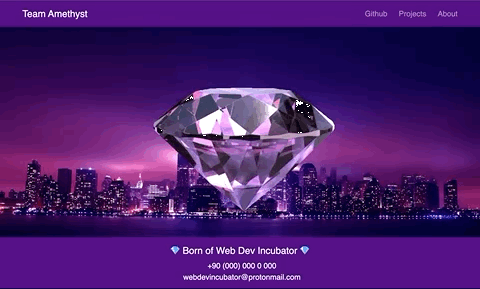 Team Amethyst
Github Projects About
💎 Born of Web Dev Incubator 💎
+90 (000) 000 0 000
webdevincubator@protonmail.com